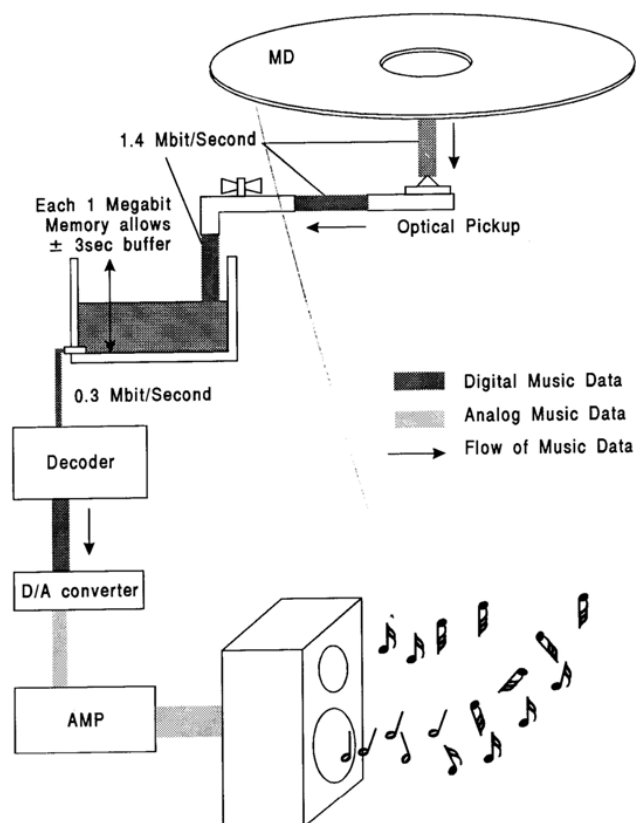 MD
1.4 Mbit/Second
Each 1 Megabit
Memory allows
± 3sec buffer
Optical Pickup
0.3 Mbit/Second
Digital Music Data
Analog Music Data
Flow of Music Data
Decoder
D/A converter
AMP